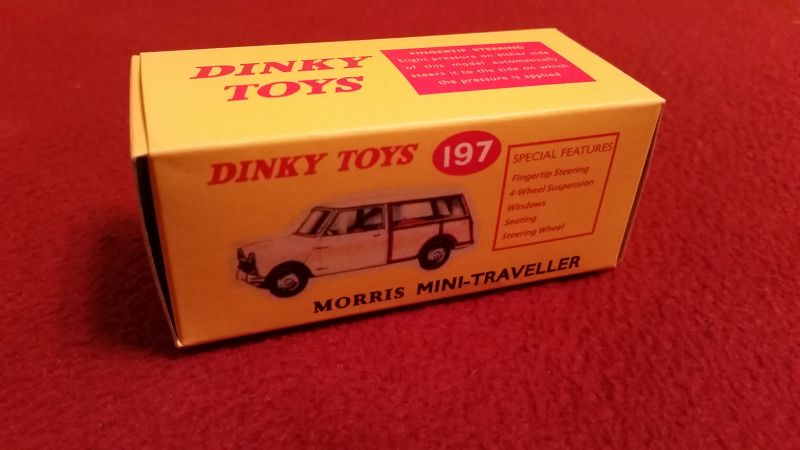 DINKY
TOYS
FINGERTIP STEERING
Slight pressure on either side
of this model automatically
steers it to the side on which
the pressure is applied
DINKY TOYS
197
SPECIAL FEATURES
Fingertip Steering
4-Wheel Suspension
Windows
Seating
Steering Wheel
MORRIS MINI-TRAVELLER